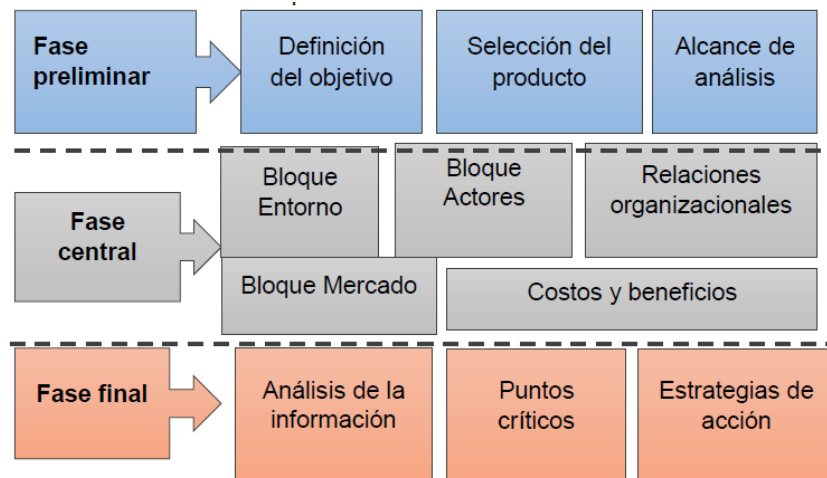 Fase
preliminar
Definición
del objetivo
Selección del
producto
Alcance de
análisis
Fase
central
Bloque
Entorno
Bloque
Actores
Relaciones
organizacionales
Bloque Mercado
Costos y beneficios
Fase final
Análisis de la
información
Puntos
críticos
Estrategias de
acción